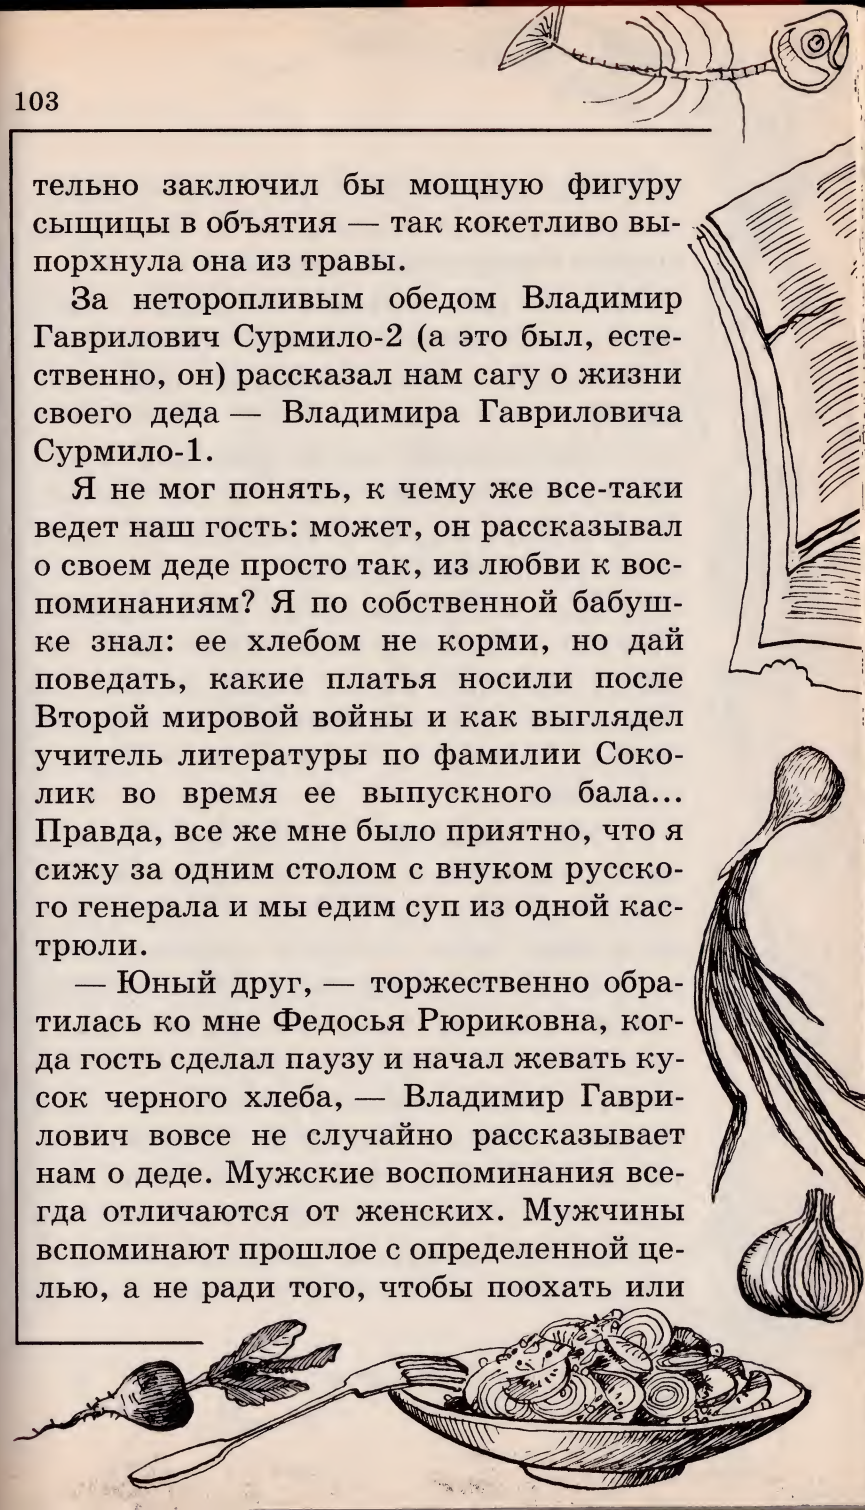 103
тельно заключил бы мощную фигуру
сыщицы в объятия — так кокетливо вы-
порхнула она из травы.
За неторопливым обедом Владимир
Гаврилович Сурмило-2 (а это был, есте-
ственно, он) рассказал нам сагу о жизни
своего деда — Владимира Гавриловича
Сурмило-1.
Я не мог понять, к чему же все-таки
ведет наш гость: может, он рассказывал
о своем деде просто так, из любви к вос-
поминаниям? Я по собственной бабуш-
ке знал: ее хлебом не корми, но дай
поведать, какие платья носили после
Второй мировой войны и как выглядел
учитель литературы по фамилии Соко-
лик во время ее выпускного бала...
Правда, все же мне было приятно, что я
сижу за одним столом с внуком русско-
го генерала и мы едим суп из одной кас-
трюли.
— Юный друг, — торжественно обра-
тилась ко мне Федосья Рюриковна, ког-
да гость сделал паузу и начал жевать ку-
сок черного хлеба, — Владимир Гаври-
лович вовсе не случайно рассказывает
нам о деде. Мужские воспоминания все-
гда отличаются от женских. Мужчины
вспоминают прошлое с определенной це-
лью, а не ради того, чтобы поохать или